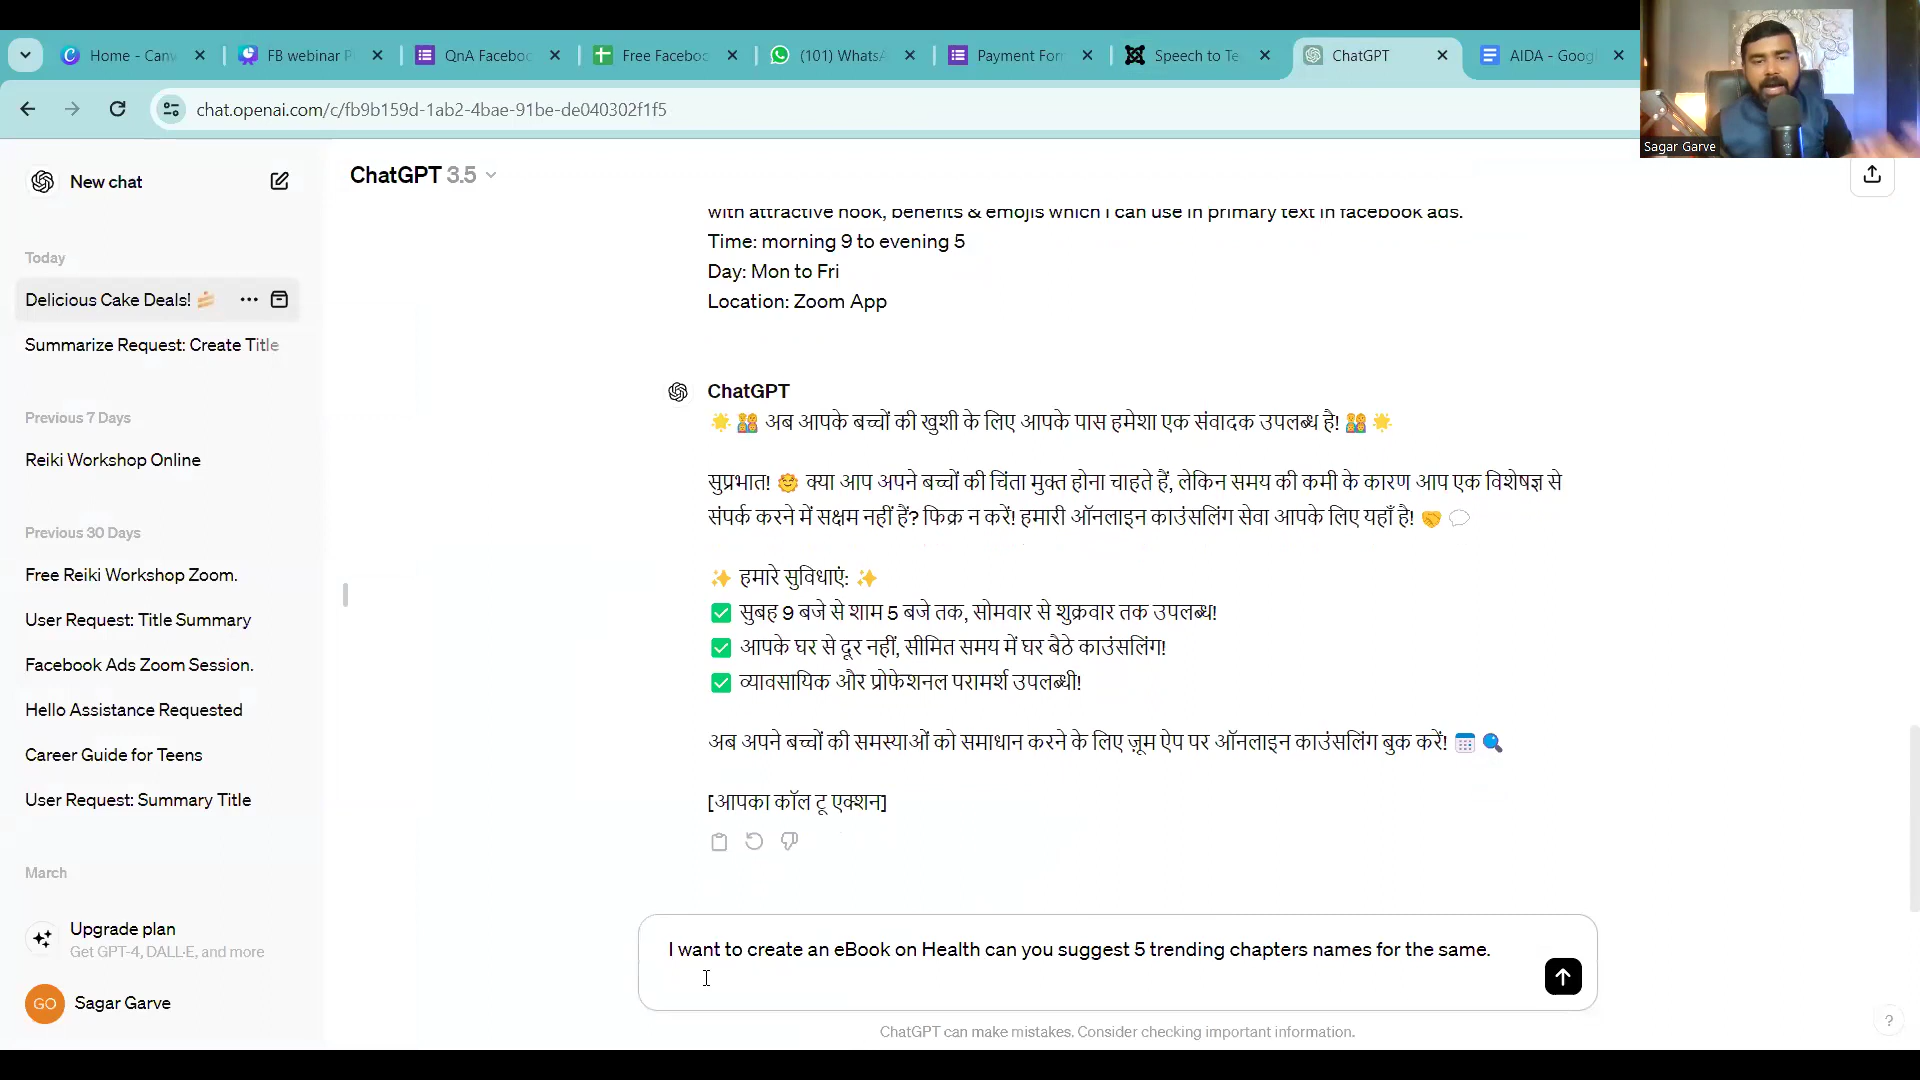 Home - Canv
FB webinar P
QnA Faceboo
Free Faceboo
(101) WhatsA
Payment For
Speech to Te
ChatGPT
AIDA - Goog
chat.openai.com/c/fb9b159d-1ab2-4bae-91be-de040302f1f5
Sagar Garve
New chat
Today
Delicious Cake Deals! 🍰
Summarize Request: Create Title
Previous 7 Days
Reiki Workshop Online
Previous 30 Days
Free Reiki Workshop Zoom.
User Request: Title Summary
Facebook Ads Zoom Session.
Hello Assistance Requested
Career Guide for Teens
User Request: Summary Title
March
Upgrade plan
Get GPT-4, DALL·E, and more
GO
Sagar Garve
ChatGPT 3.5
with attractive hook, benefits & emojis which I can use in primary text in facebook ads.
Time: morning 9 to evening 5
Day: Mon to Fri
Location: Zoom App
ChatGPT
🌟 👫 अब आपके बच्चों की खुशी के लिए आपके पास हमेशा एक संवादक उपलब्ध है! 👫 🌟
सुप्रभात! 🌞 क्या आप अपने बच्चों की चिंता मुक्त होना चाहते हैं, लेकिन समय की कमी के कारण आप एक विशेषज्ञ से
संपर्क करने में सक्षम नहीं हैं? फिक्र न करें! हमारी ऑनलाइन काउंसलिंग सेवा आपके लिए यहाँ है! 🤝 💬
✨ हमारे सुविधाएं: ✨
✅ सुबह 9 बजे से शाम 5 बजे तक, सोमवार से शुक्रवार तक उपलब्ध!
✅ आपके घर से दूर नहीं, सीमित समय में घर बैठे काउंसलिंग!
✅ व्यावसायिक और प्रोफेशनल परामर्श उपलब्धी!
अब अपने बच्चों की समस्याओं को समाधान करने के लिए ज़ूम ऐप पर ऑनलाइन काउंसलिंग बुक करें! 📅 🔍
[आपका कॉल टू एक्शन]
I want to create an eBook on Health can you suggest 5 trending chapters names for the same.
ChatGPT can make mistakes. Consider checking important information.
?